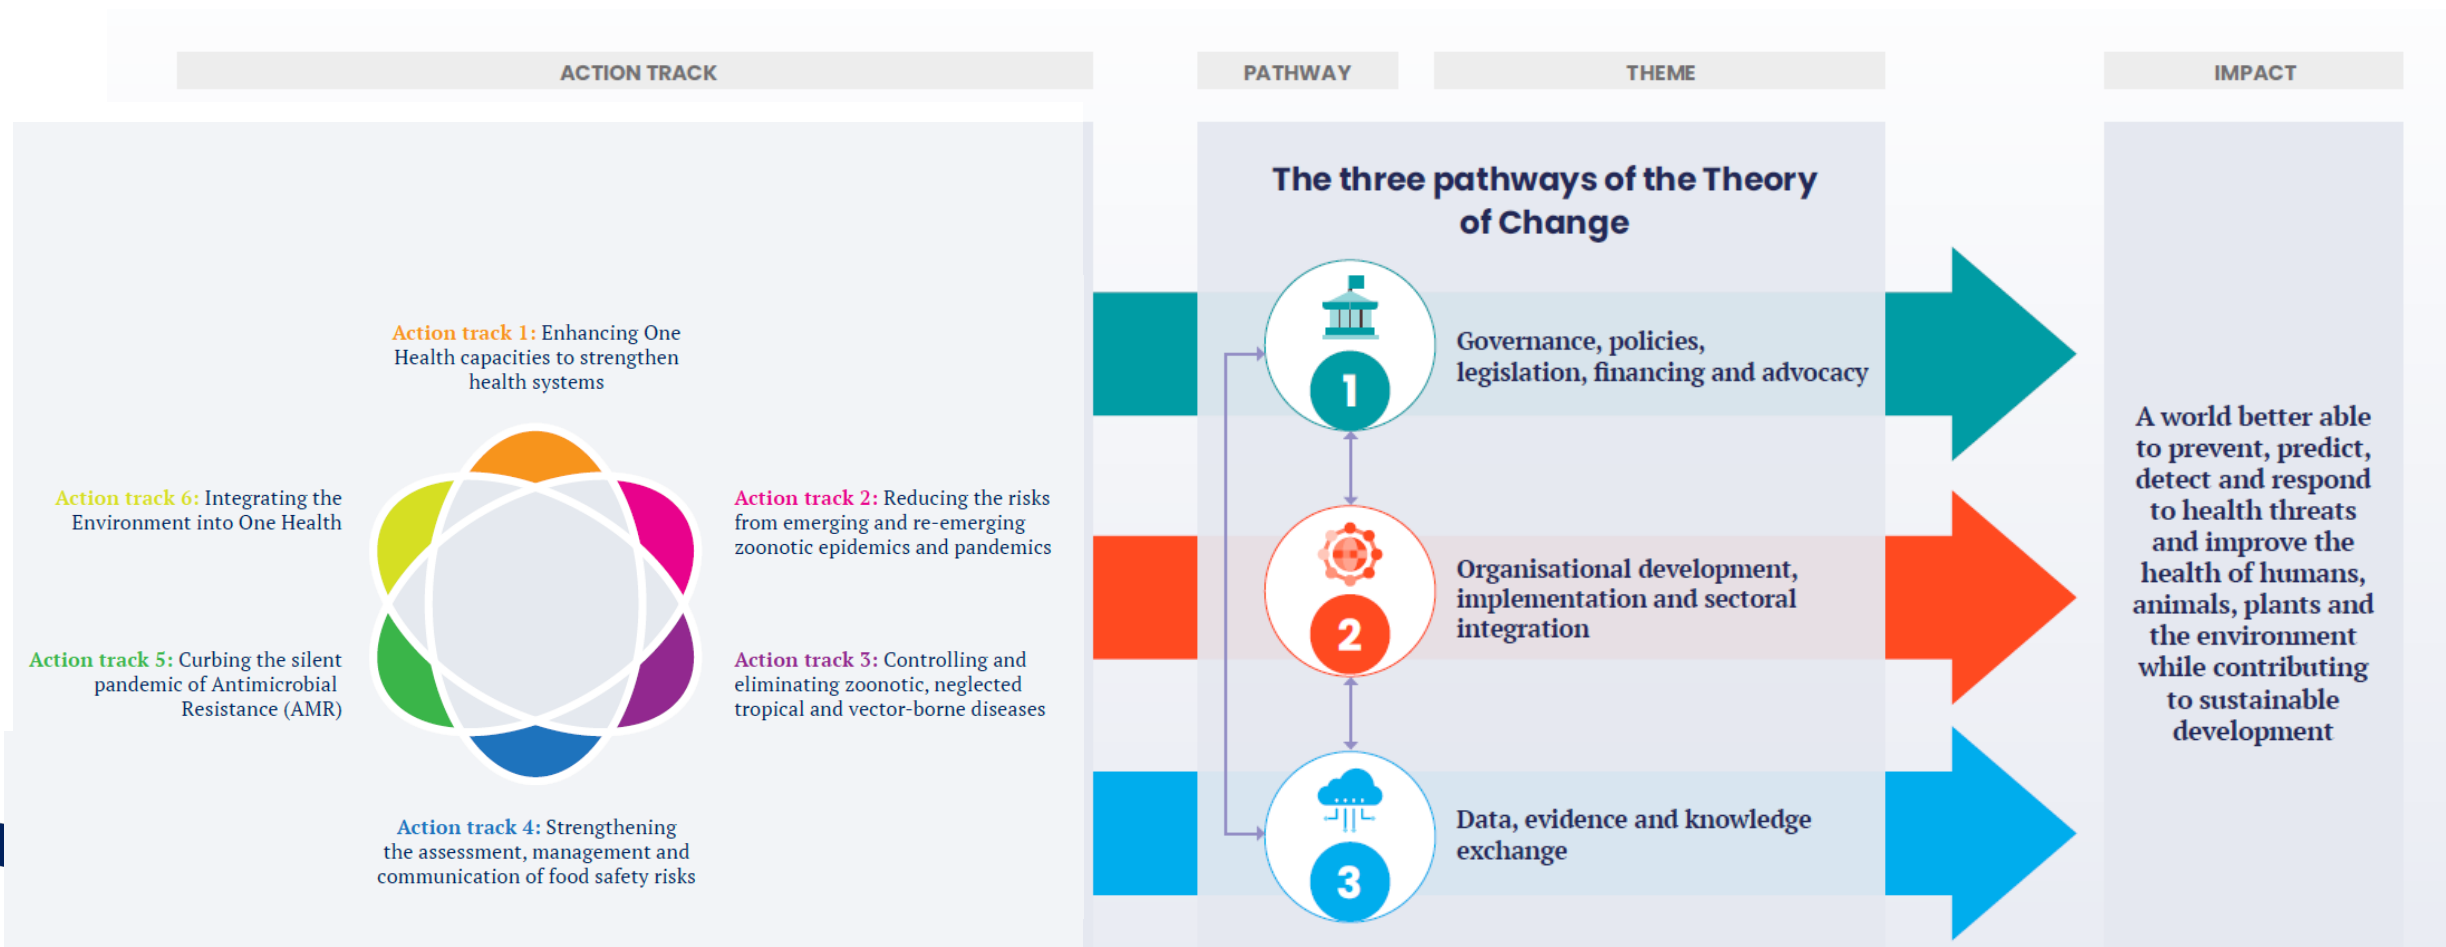 ACTION TRACK
PATHWAY
THEME
IMPACT
Action track 1: Enhancing One
Health capacities to strengthen
health systems
Action track 6: Integrating the
Environment into One Health
Action track 2: Reducing the risks
from emerging and re-emerging
zoonotic epidemics and pandemics
Action track 5: Curbing the silent
pandemic of Antimicrobial
Resistance (AMR)
Action track 3: Controlling and
eliminating zoonotic, neglected
tropical and vector-borne diseases
Action track 4: Strengthening
the assessment, management and
communication of food safety risks
The three pathways of the Theory
of Change
1
Governance, policies,
legislation, financing and advocacy
2
Organisational development,
implementation and sectoral
integration
3
Data, evidence and knowledge
exchange
A world better able
to prevent, predict,
detect and respond
to health threats
and improve the
health of humans,
animals, plants and
the environment
while contributing
to sustainable
development